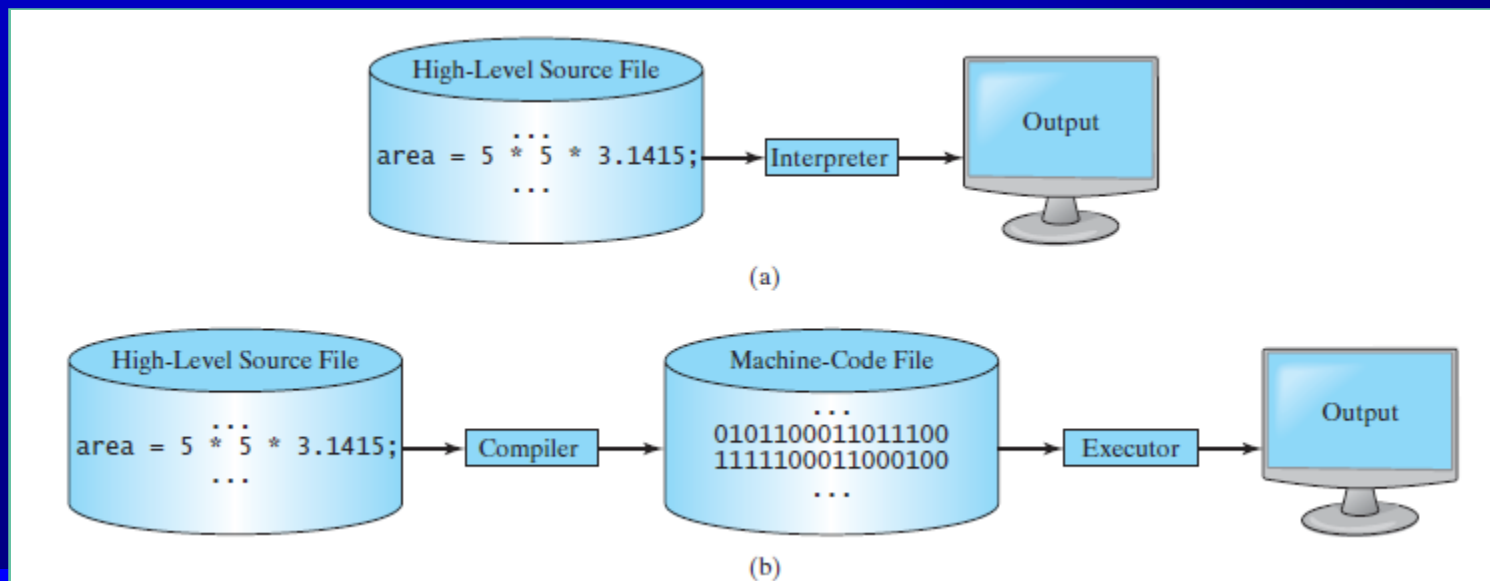 High-Level Source File
...
area = 5 * 5 * 3.1415;
...
Interpreter
Output
(a)
High-Level Source File
...
area = 5 * 5 * 3.1415;
...
Compiler
Machine-Code File
...
0101100011011100
1111100011000100
...
Executor
Output
(b)